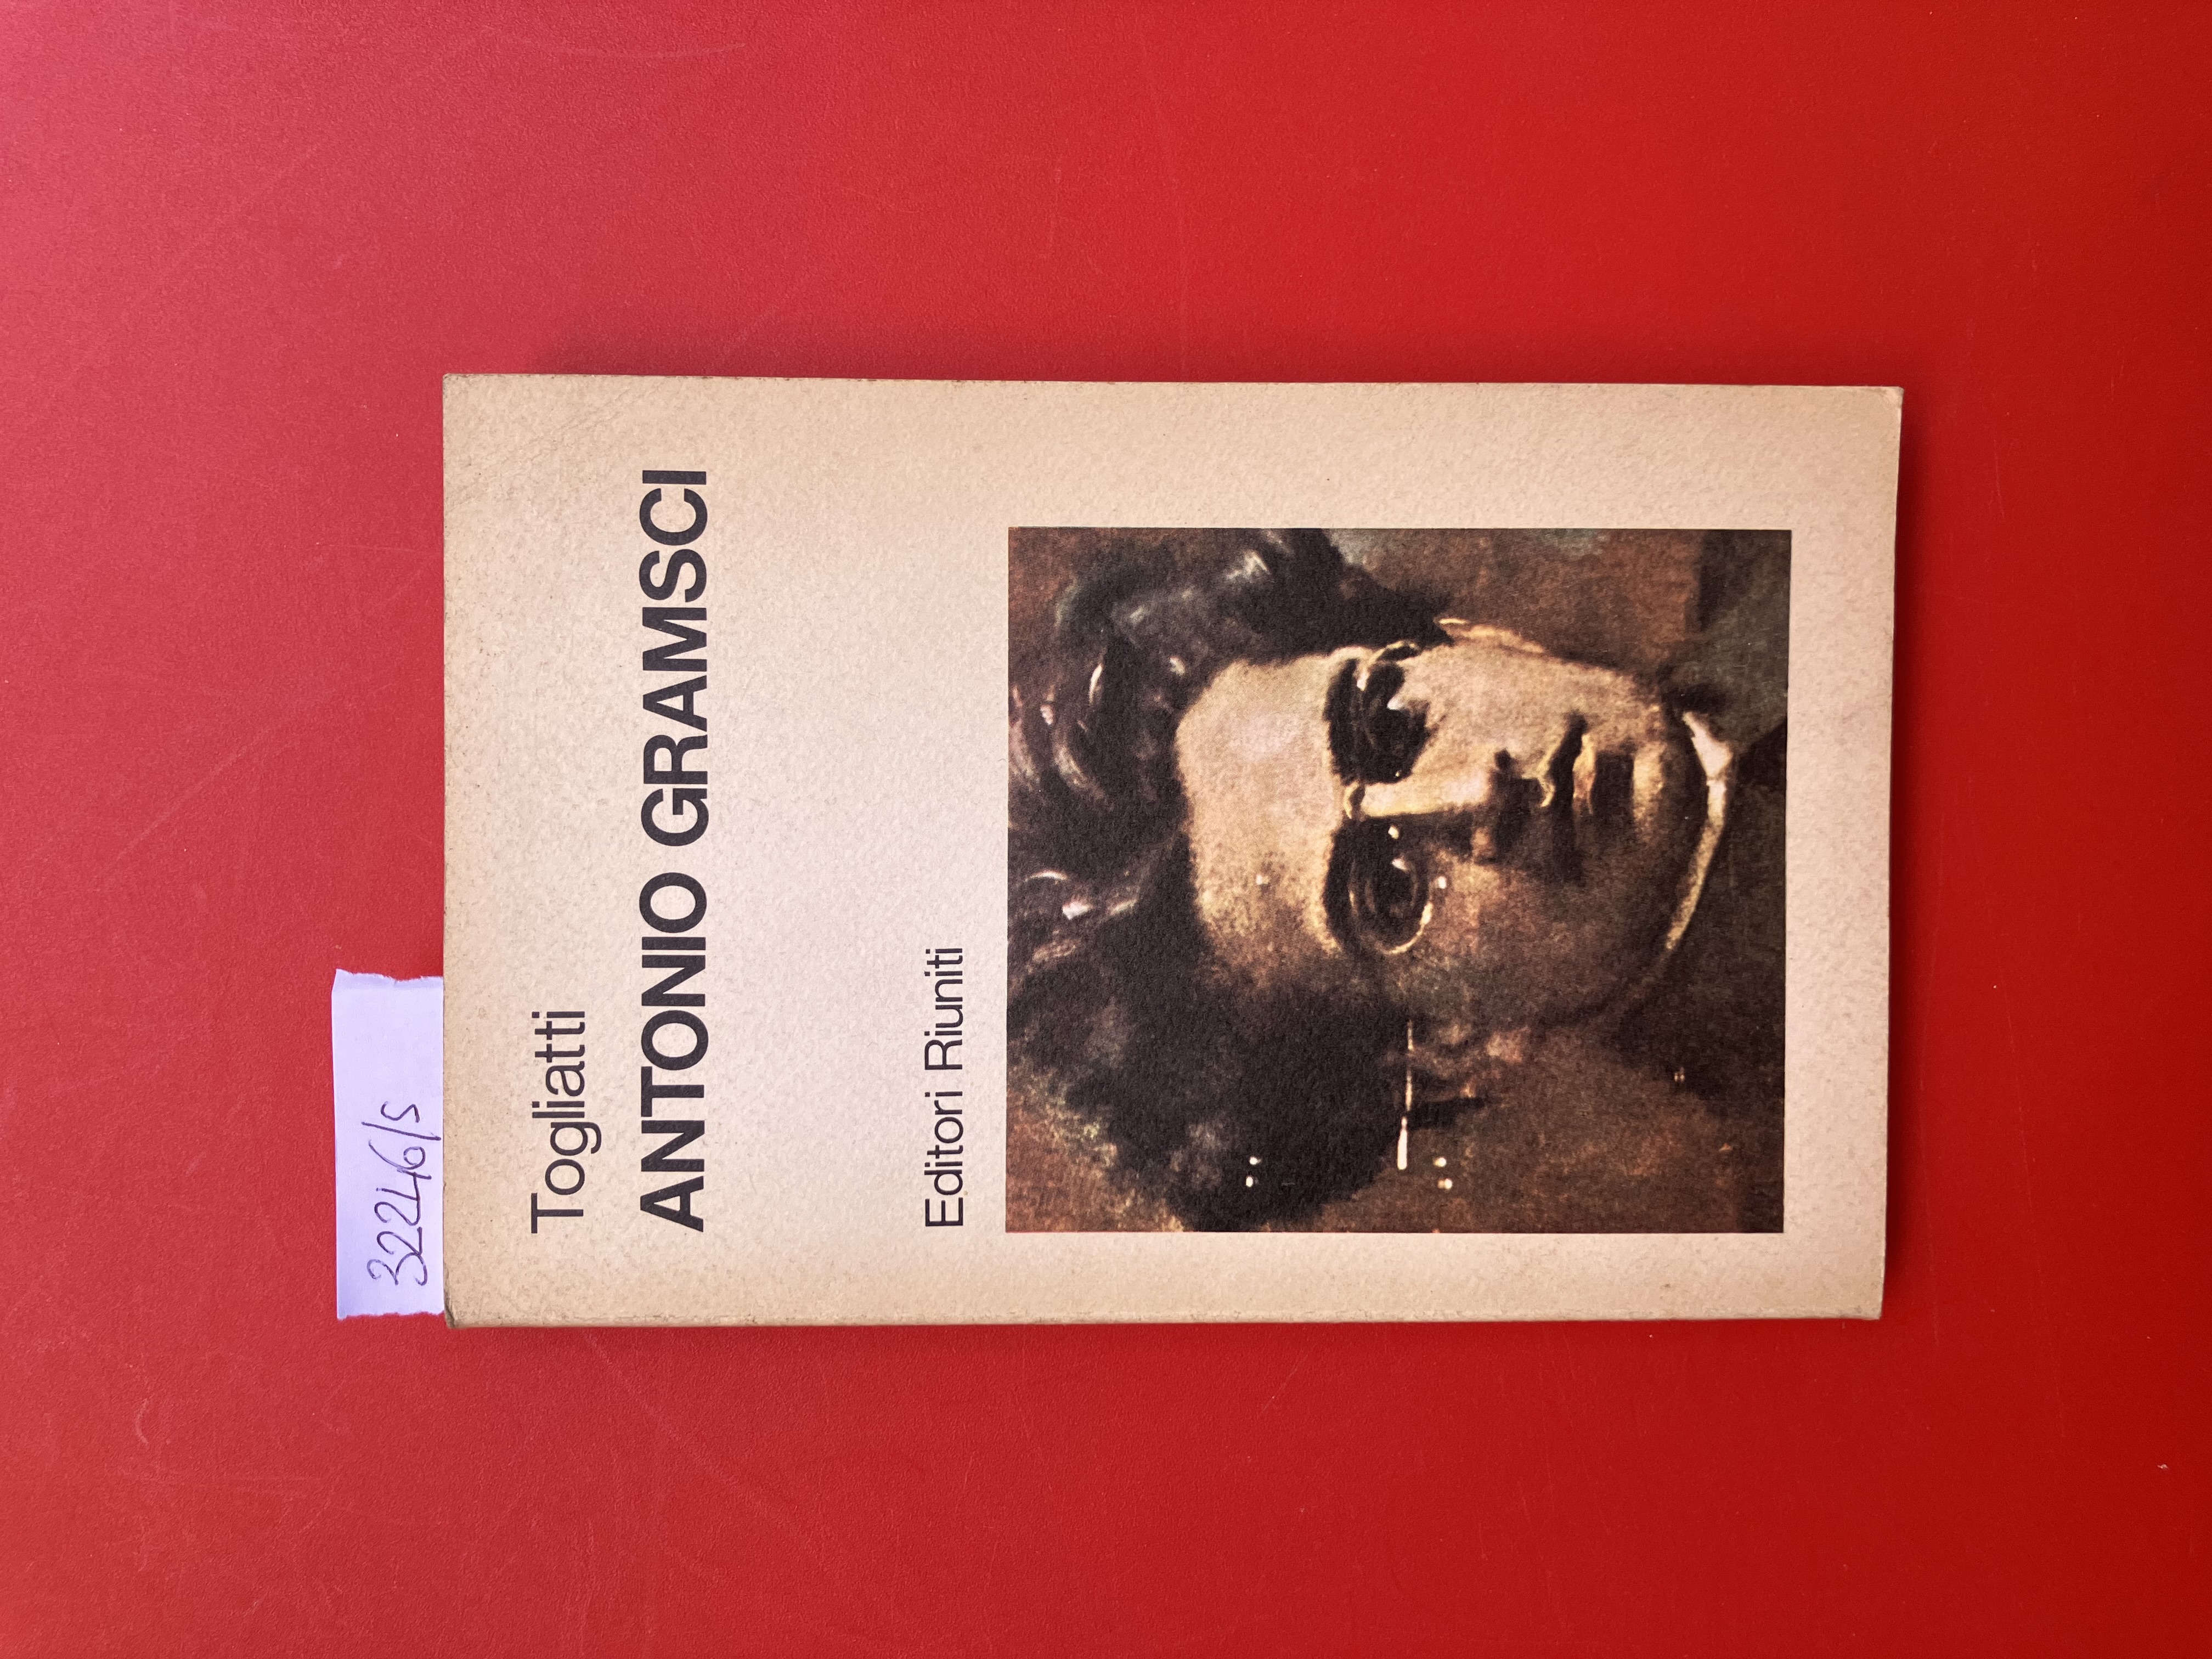 32246/S
Togliatti
ANTONIO GRAMSCI
Editori Riuniti